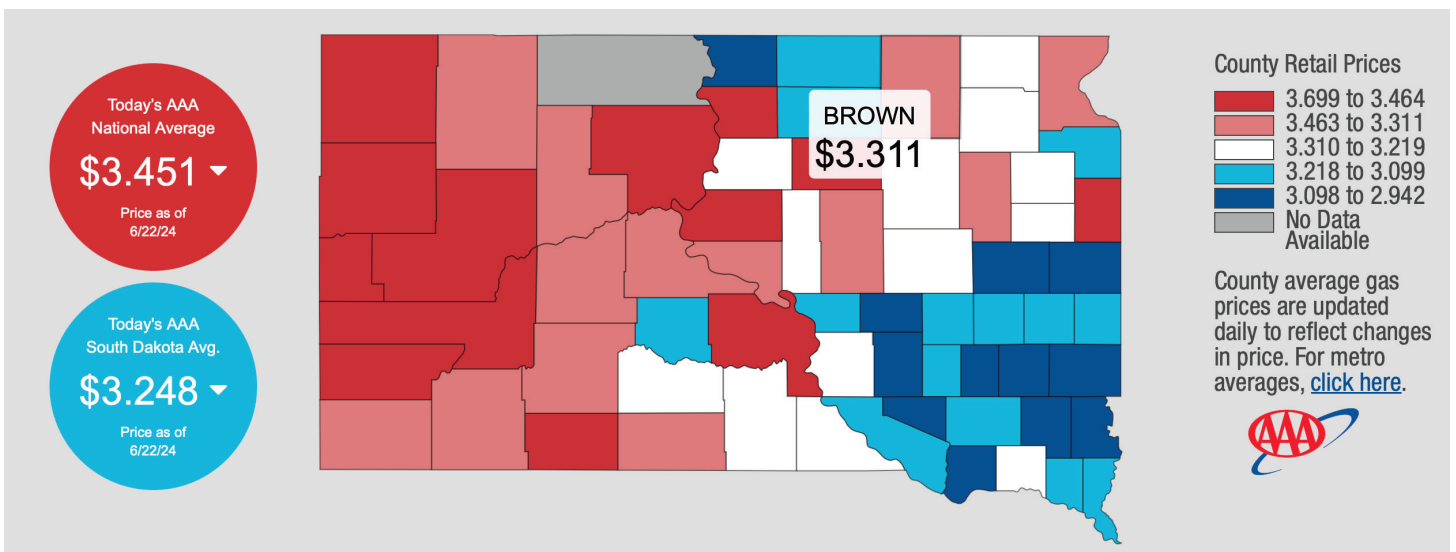 Today's AAA
National Average
$3.451
Price as of
6/22/24
Today's AAA
South Dakota Avg.
$3.248
Price as of
6/22/24
BROWN
$3.311
County Retail Prices
3.699 to 3.464
3.463 to 3.311
3.310 to 3.219
3.218 to 3.099
3.098 to 2.942
No Data
Available
County average gas
prices are updated
daily to reflect changes
in price. For metro
averages, click here.
AAA